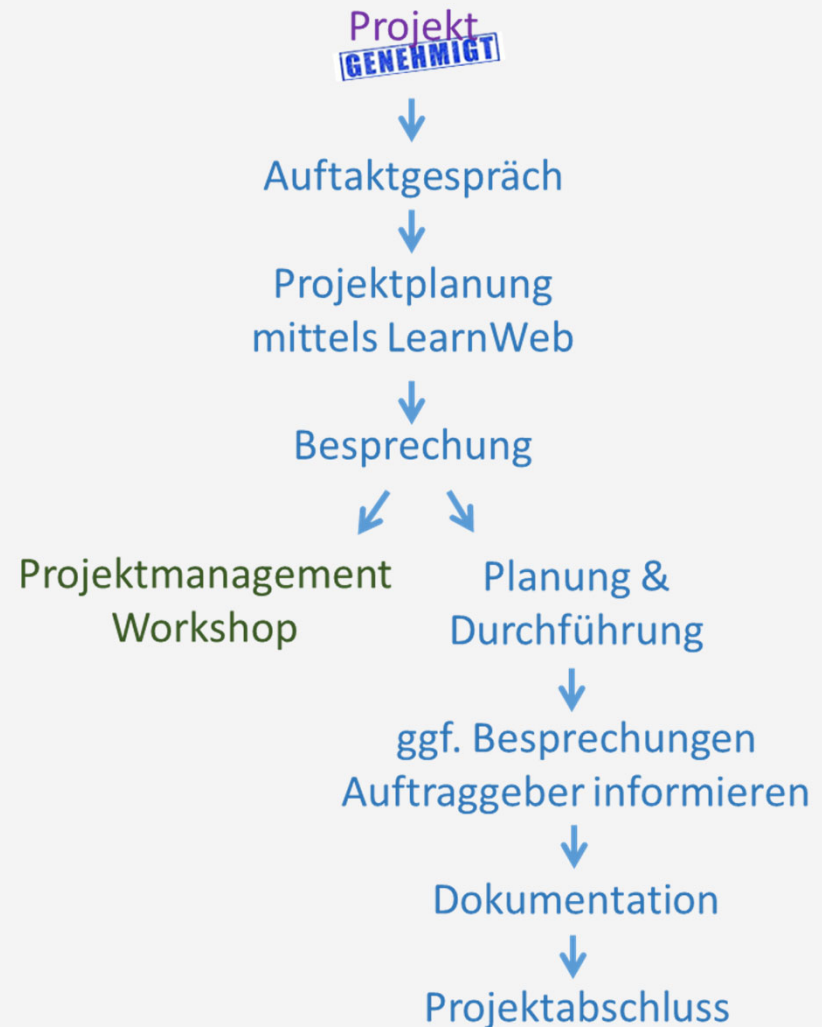 Projekt
GENEHMIGT
Auftaktgespräch
Projektplanung
mittels LearnWeb
Besprechung
Projektmanagement
Workshop
Planung &
Durchführung
ggf. Besprechungen
Auftraggeber informieren
Dokumentation
Projektabschluss